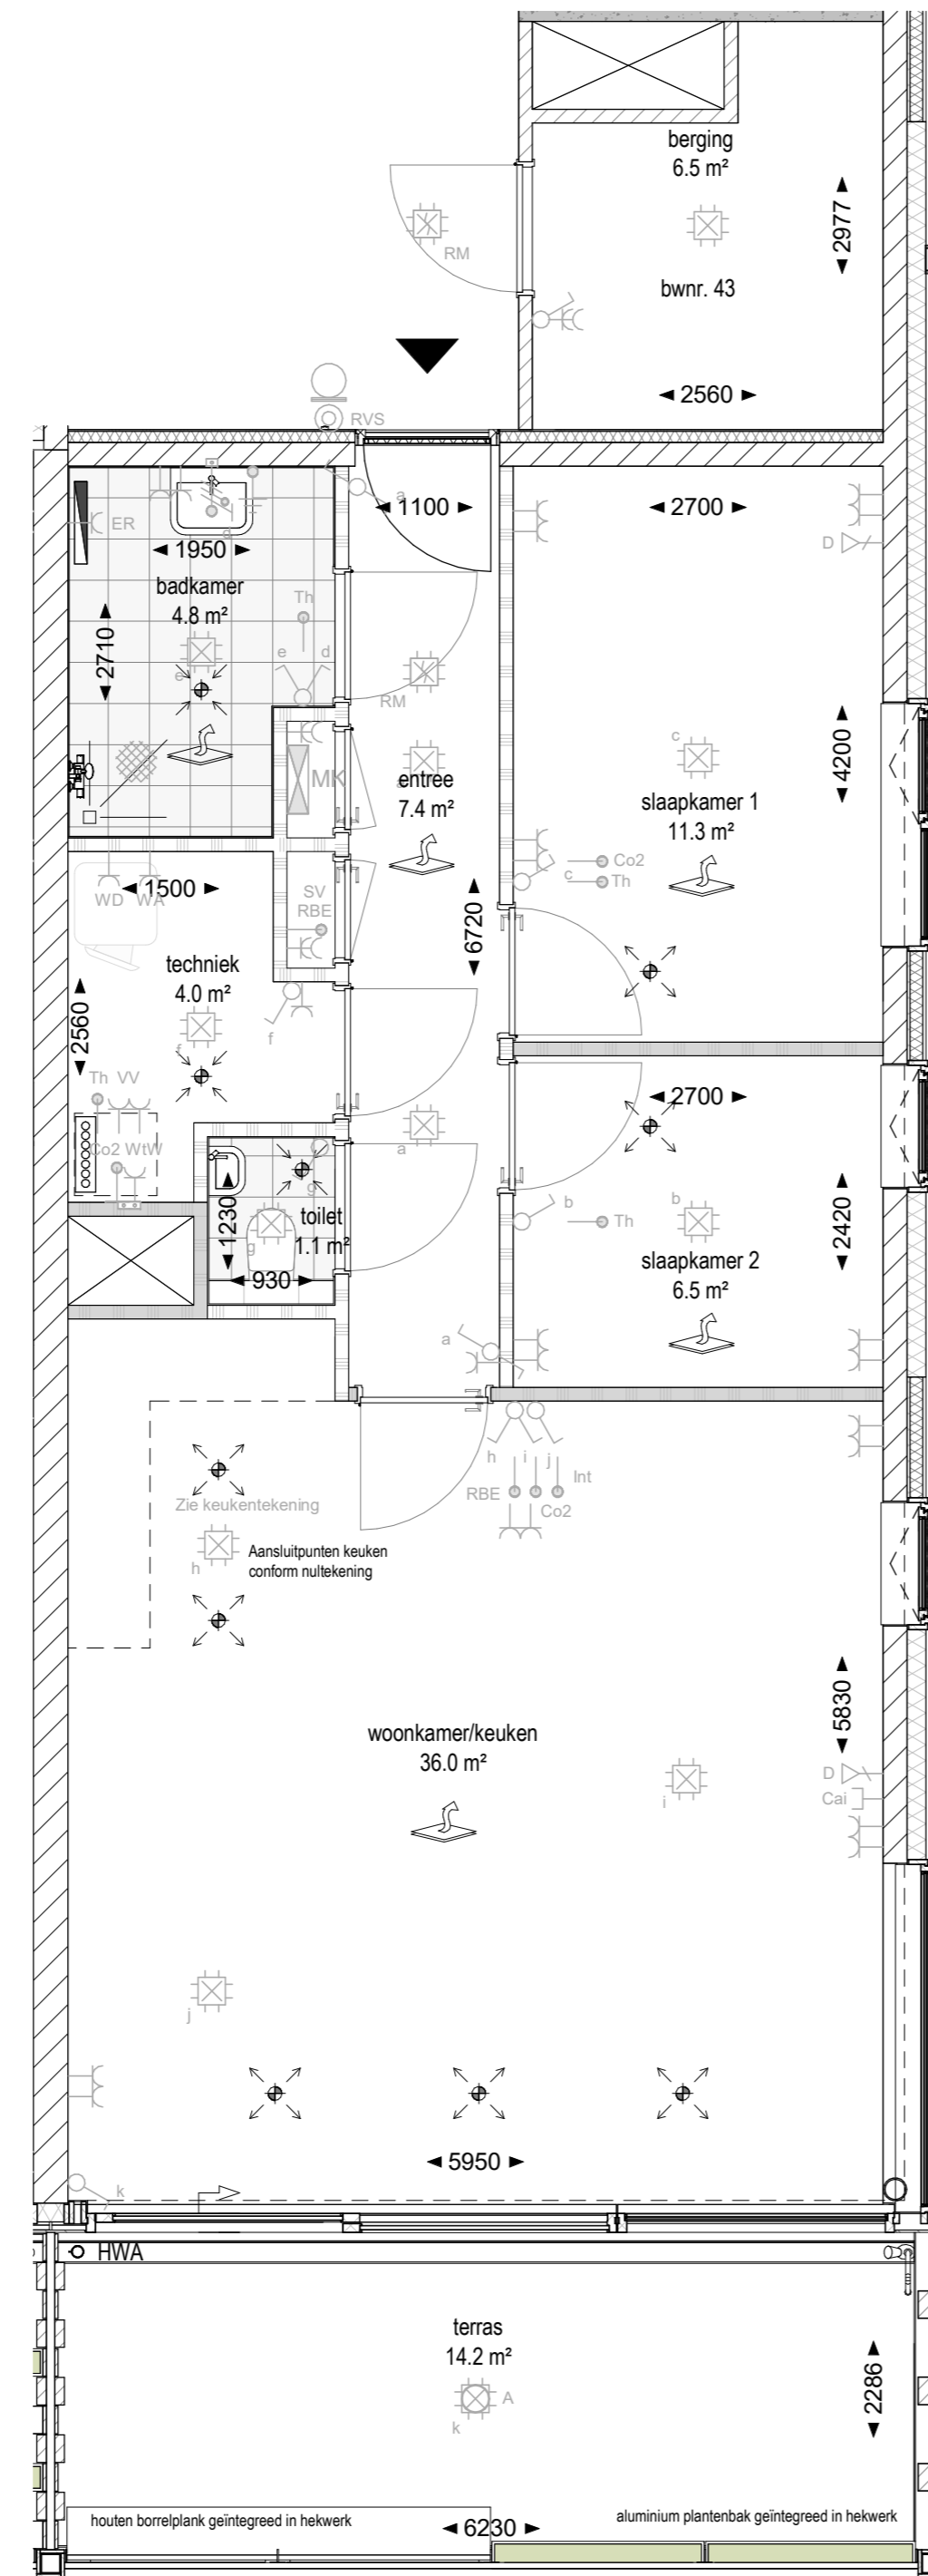 berging
6.5 m²
2977
RM
bwnr. 43
2560
RVS
a
1100
2700
ER
D
1950
d
badkamer
4.8 m²
Th
2710
e d
e
RM
c
4200
MK
entree
7.4 m²
a
slaapkamer 1
11.3 m²
Co2
c Th
WD WA
1500
SV
RBE
6720
techniek
4.0 m²
2560
f
f
Th VV
2700
a
Co2 WtW
g
1230
toilet
1.1 m²
g
930
b
Th
b
2420
slaapkamer 2
6.5 m²
a
h i j
Int
RBE
Co2
Zie keukentekening
h
Aansluitpunten keuken
conform nultekening
5830
woonkamer/keuken
36.0 m²
D
Cai
i
j
5950
k
HWA
terras
14.2 m²
A
k
2286
houten borrelplank geïntegreed in hekwerk
aluminium plantenbak geïntegreed in hekwerk
6230